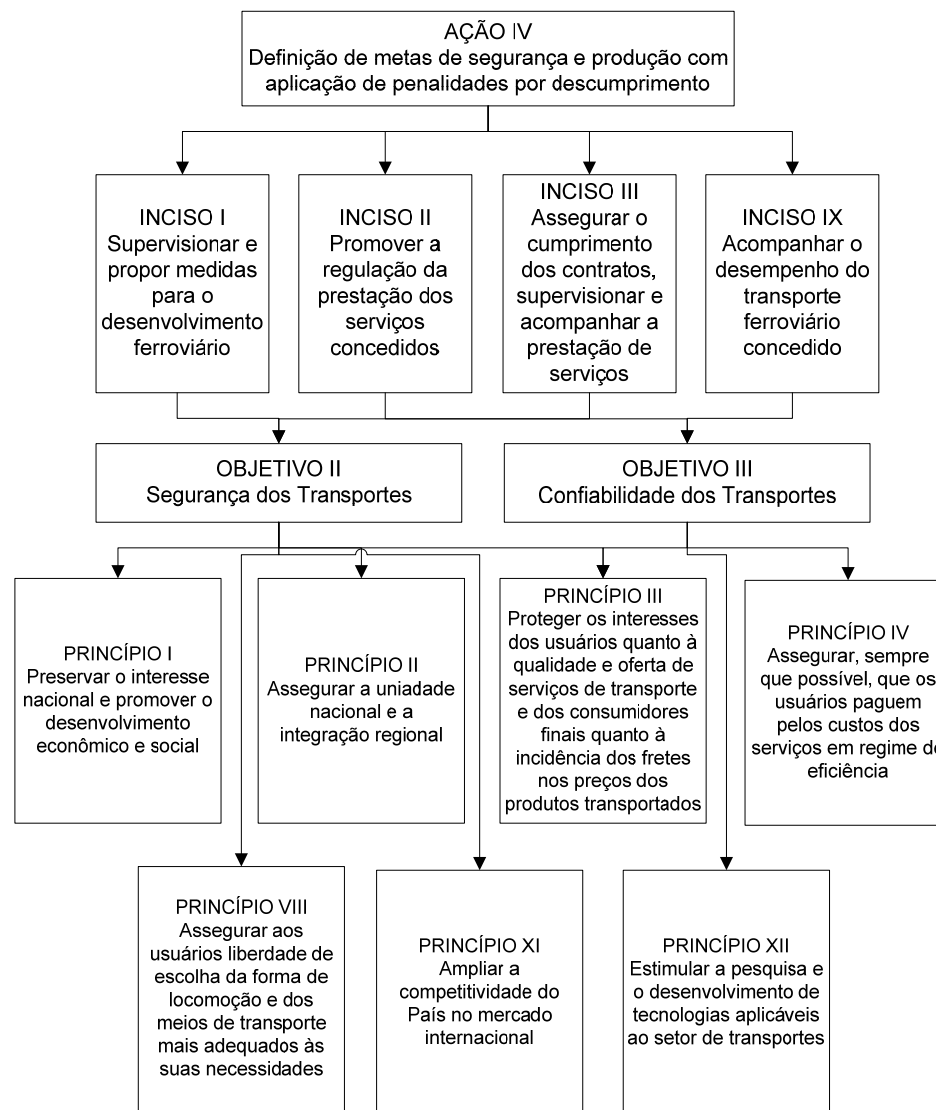 AÇÃO IV
Definição de metas de segurança e produção com
aplicação de penalidades por descumprimento
INCISO I
Supervisionar e
propor medidas
para o
desenvolvimento
ferroviário
INCISO II
Promover a
regulação da
prestação dos
serviços
concedidos
INCISO III
Assegurar o
cumprimento
dos contratos,
supervisionar e
acompanhar a
prestação de
serviços
INCISO IX
Acompanhar o
desempenho do
transporte
ferroviário
concedido
OBJETIVO II
Segurança dos Transportes
OBJETIVO III
Confiabilidade dos Transportes
PRINCÍPIO I
Preservar o interesse
nacional e promover o
desenvolvimento
econômico e social
PRINCÍPIO II
Assegurar a uniadade
nacional e a
integração regional
PRINCÍPIO III
Proteger os interesses
dos usuários quanto à
qualidade e oferta de
serviços de transporte
e dos consumidores
finais quanto à
incidência dos fretes
nos preços dos
produtos transportados
PRINCÍPIO IV
Assegurar, sempre
que possível, que os
usuários paguem
pelos custos dos
serviços em regime de
eficiência
PRINCÍPIO VIII
Assegurar aos
usuários liberdade de
escolha da forma de
locomoção e dos
meios de transporte
mais adequados às
suas necessidades
PRINCÍPIO XI
Ampliar a
competitividade do
País no mercado
internacional
PRINCÍPIO XII
Estimular a pesquisa e
o desenvolvimento de
tecnologias aplicáveis
ao setor de transportes